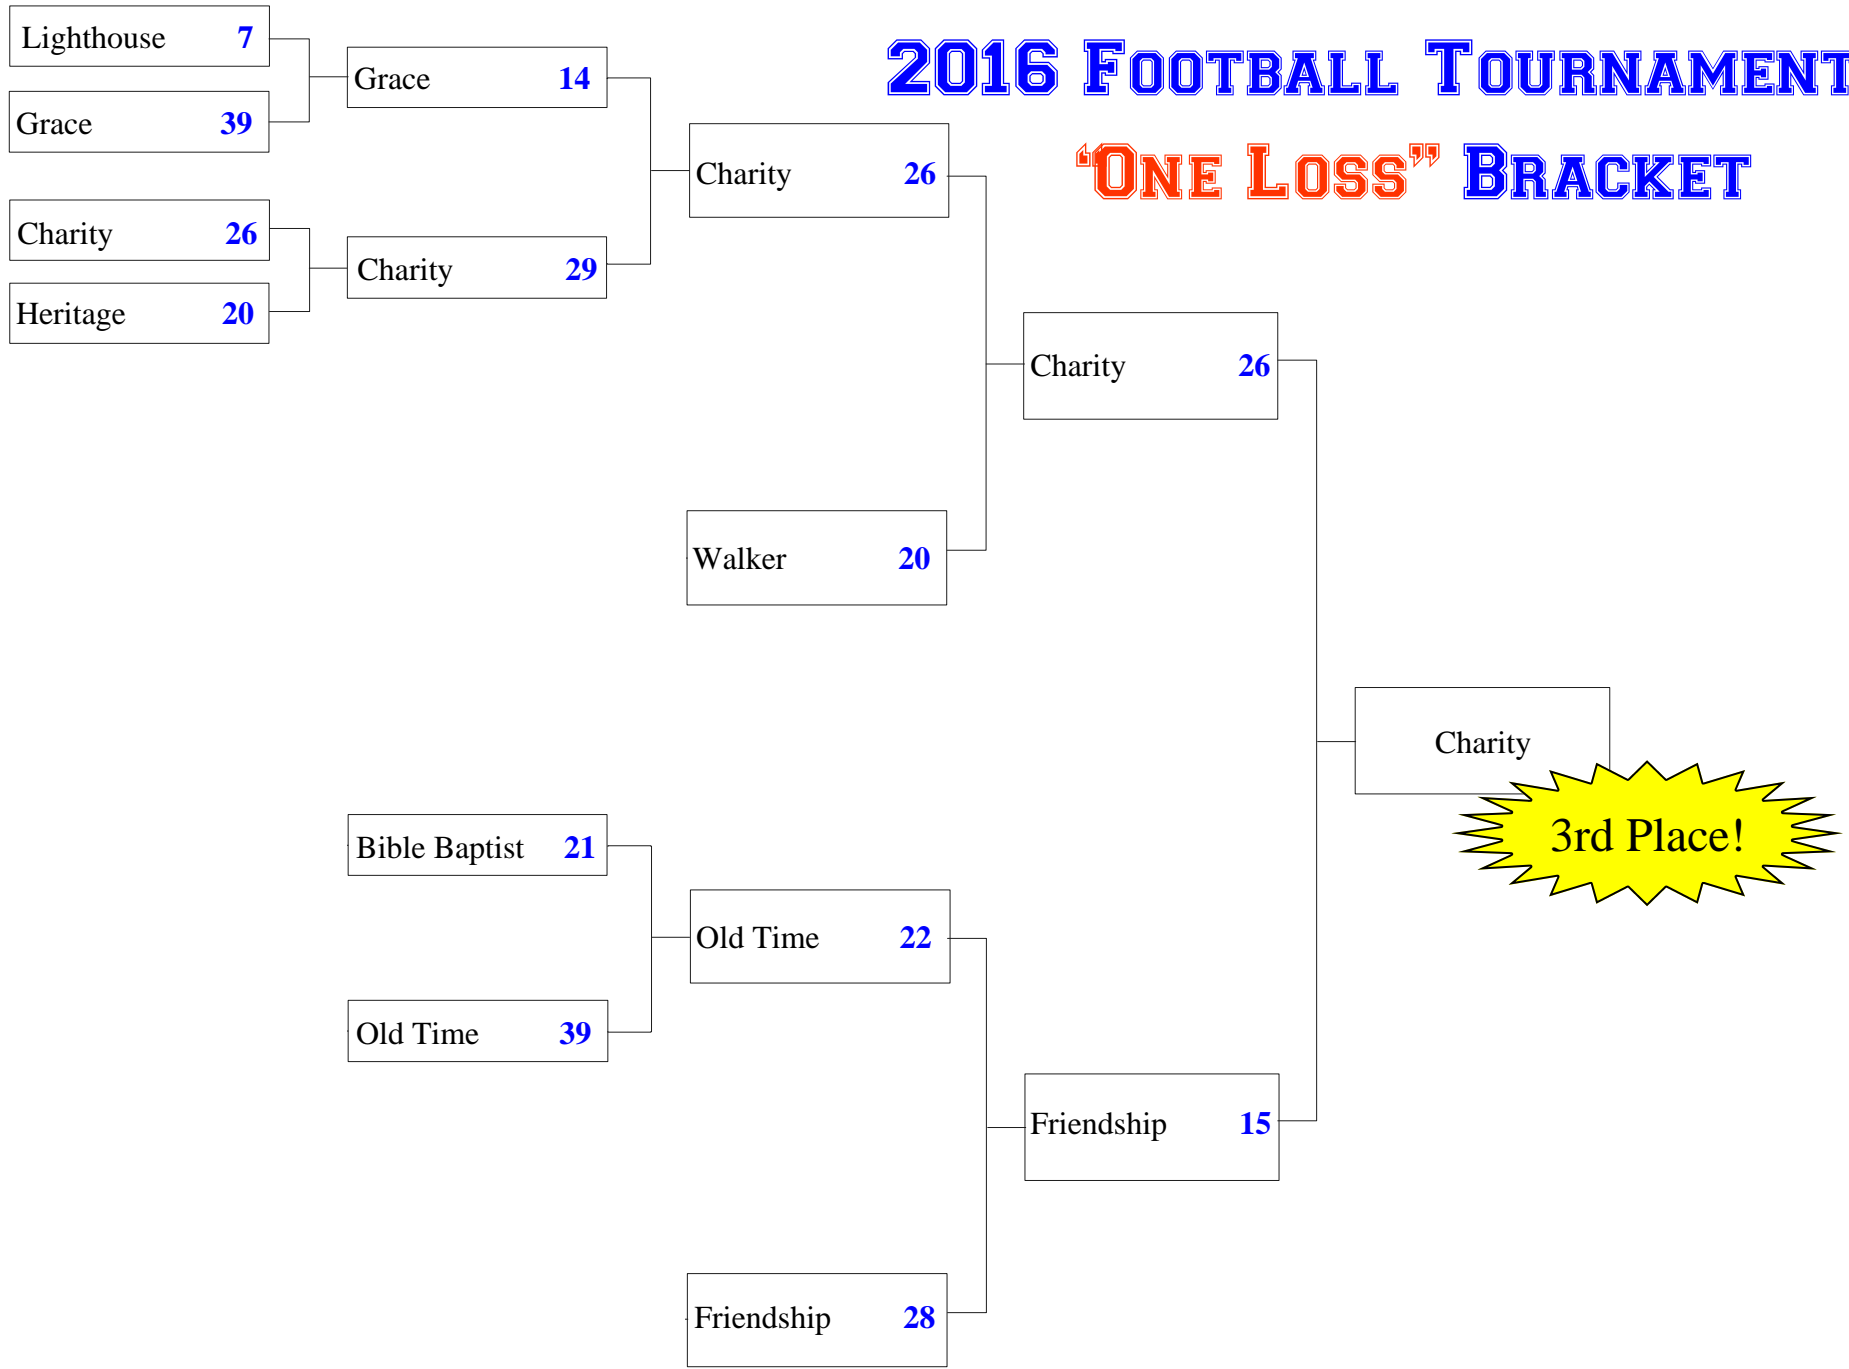 2016 Football Tournament
“One Loss” Bracket
Lighthouse 7
Grace 39
Charity 26
Heritage 20
Grace 14
Charity 29
Charity 26
Walker 20
Charity 26
Bible Baptist 21
Old Time 39
Old Time 22
Friendship 28
Friendship 15
Charity
3rd Place!